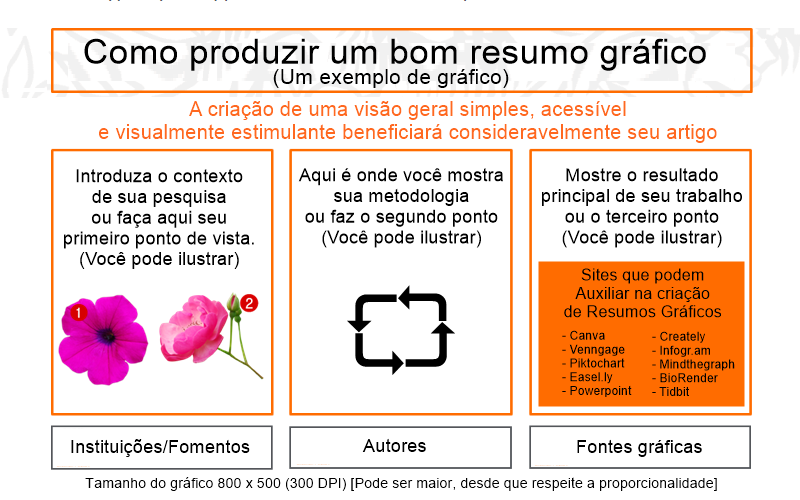 Como produzir um bom resumo gráfico
(Um exemplo de gráfico)
A criação de uma visão geral simples, acessível
e visualmente estimulante beneficiará consideravelmente seu artigo
Introduza o contexto
de sua pesquisa
ou faça aqui seu
primeiro ponto de vista.
(Você pode ilustrar)
1
2
Aqui é onde você mostra
sua metodologia
ou faz o segundo ponto
(Você pode ilustrar)
Mostre o resultado
principal de seu trabalho
ou o terceiro ponto
(Você pode ilustrar)
Sites que podem
Auxiliar na criação
de Resumos Gráficos
- Canva
- Venngage
- Piktochart
- Easel.ly
- Powerpoint
- Creately
- Infogr.am
- Mindthegraph
- BioRender
- Tidbit
Instituições/Fomentos
Autores
Fontes gráficas
Tamanho do gráfico 800 x 500 (300 DPI) [Pode ser maior, desde que respeite a proporcionalidade]